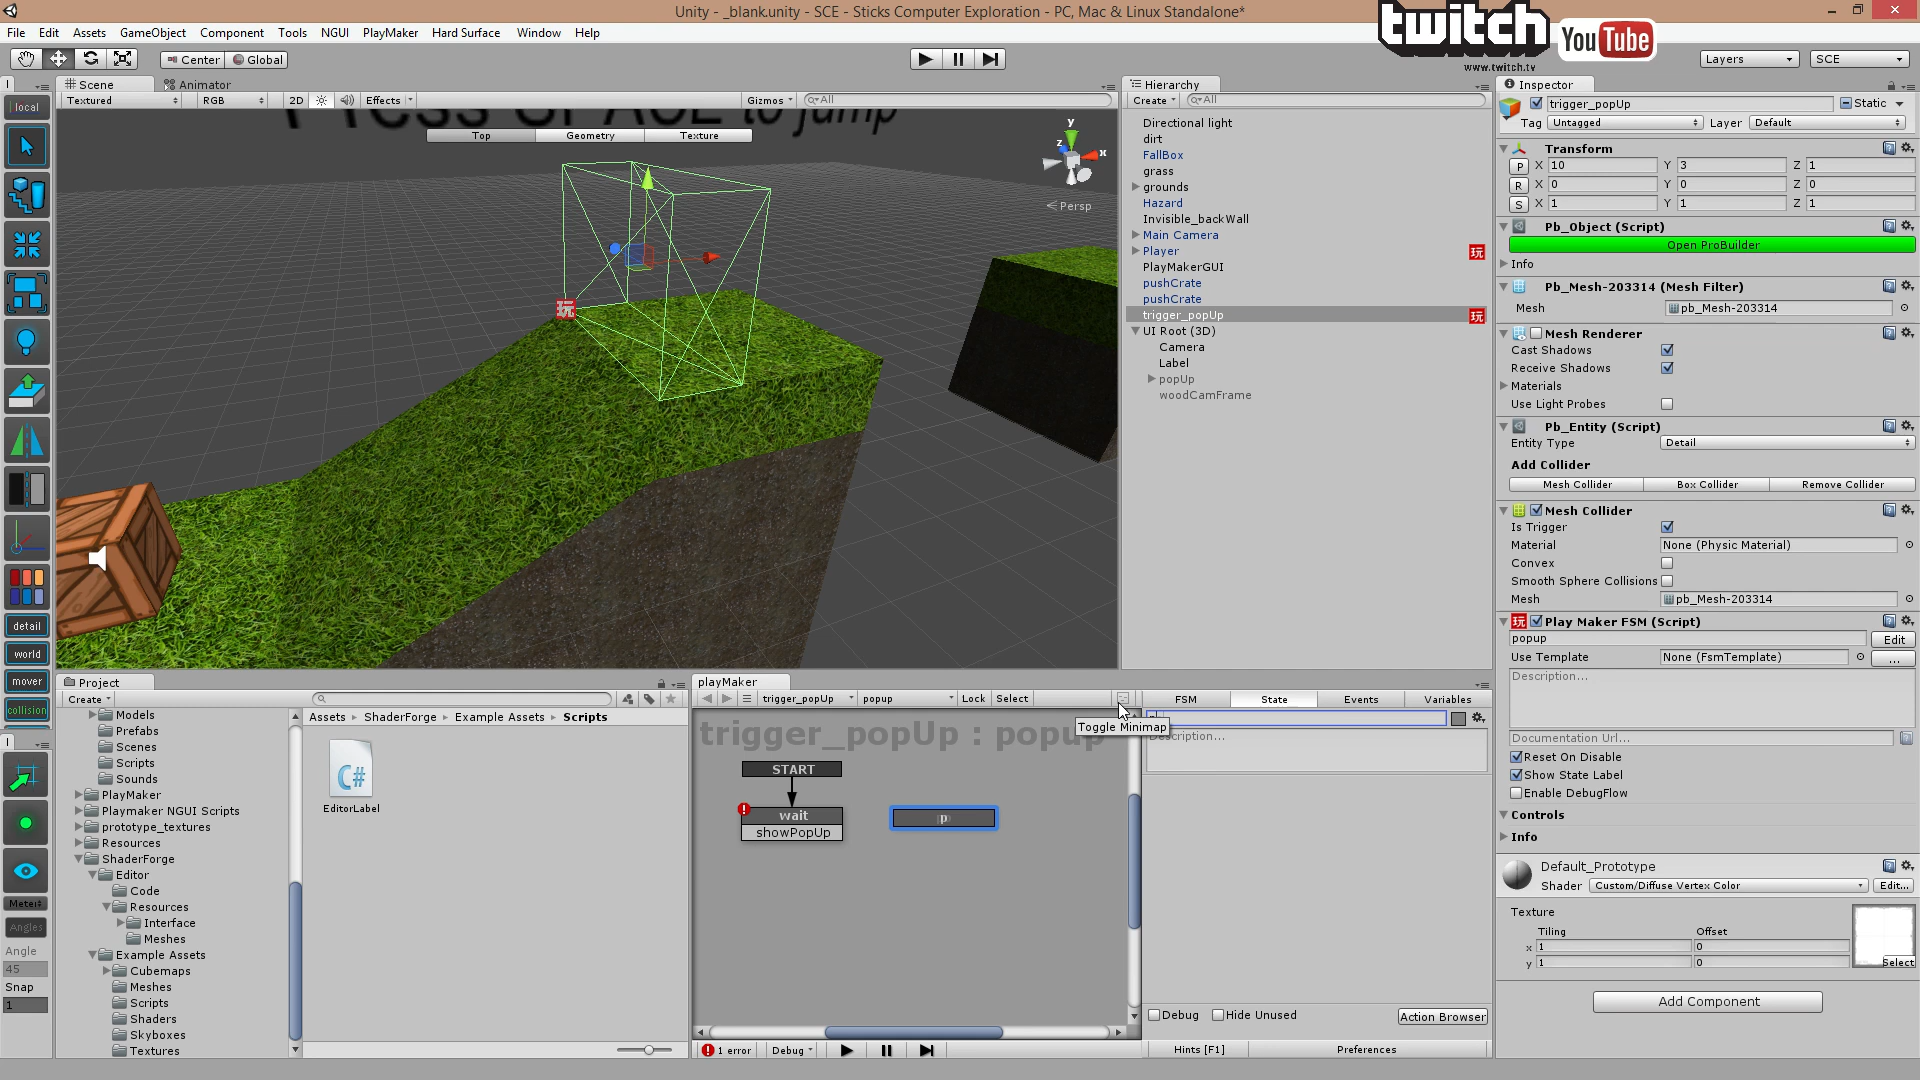 Unity - _blank.unity - SCE - Sticks Computer Exploration - PC, Mac & Linux Standalone*
twitch
YouTube
www.twitch.tv
File Edit Assets GameObject Component Tools NGUI PlayMaker Hard Surface Window Help
Center Global
Layers SCE
Scene Animator
Textured RGB 2D Effects Gizmos All
Press SPACE to jump
Top Geometry Texture
y z x
Persp
local
detail
world
mover
collision
Meter
Angles
Angle
45
Snap
1
Hierarchy
Create All
Directional light
dirt
FallBox
grass
grounds
Hazard
Invisible_backWall
Main Camera
Player 玩
PlayMakerGUI
pushCrate
pushCrate
trigger_popUp 玩
UI Root (3D)
Camera
Label
popUp
woodCamFrame
玩
Inspector
trigger_popUp Static
Tag Untagged Layer Default
Transform
P X 10 Y 3 Z 1
R X 0 Y 0 Z 0
S X 1 Y 1 Z 1
Pb_Object (Script)
Open ProBuilder
Info
Pb_Mesh-203314 (Mesh Filter)
Mesh pb_Mesh-203314
Mesh Renderer
Cast Shadows
Receive Shadows
Materials
Use Light Probes
Pb_Entity (Script)
Entity Type Detail
Add Collider
Mesh Collider Box Collider Remove Collider
Mesh Collider
Is Trigger
Material None (Physic Material)
Convex
Smooth Sphere Collisions
Mesh pb_Mesh-203314
玩 Play Maker FSM (Script)
popup Edit
Use Template None (FsmTemplate) ...
Description...
Documentation Url...
Reset On Disable
Show State Label
Enable DebugFlow
Controls
Info
Default_Prototype
Shader Custom/Diffuse Vertex Color Edit...
Texture
Tiling Offset
x 1 0
y 1 0
Select
Add Component
Project
Create
Models
Prefabs
Scenes
Scripts
Sounds
PlayMaker
Playmaker NGUI Scripts
prototype_textures
Resources
ShaderForge
Editor
Code
Resources
Interface
Meshes
Example Assets
Cubemaps
Meshes
Scripts
Shaders
Skyboxes
Textures
Assets Shaderforge Example Assets Scripts
C#
EditorLabel
playMaker
trigger_popUp popup Lock Select
FSM State Events Variables
trigger_popUp : popup
Toggle Minimap
Description...
START
wait
showPopUp
p
Debug Hide Unused Action Browser
1 error Debug
Hints [F1] Preferences